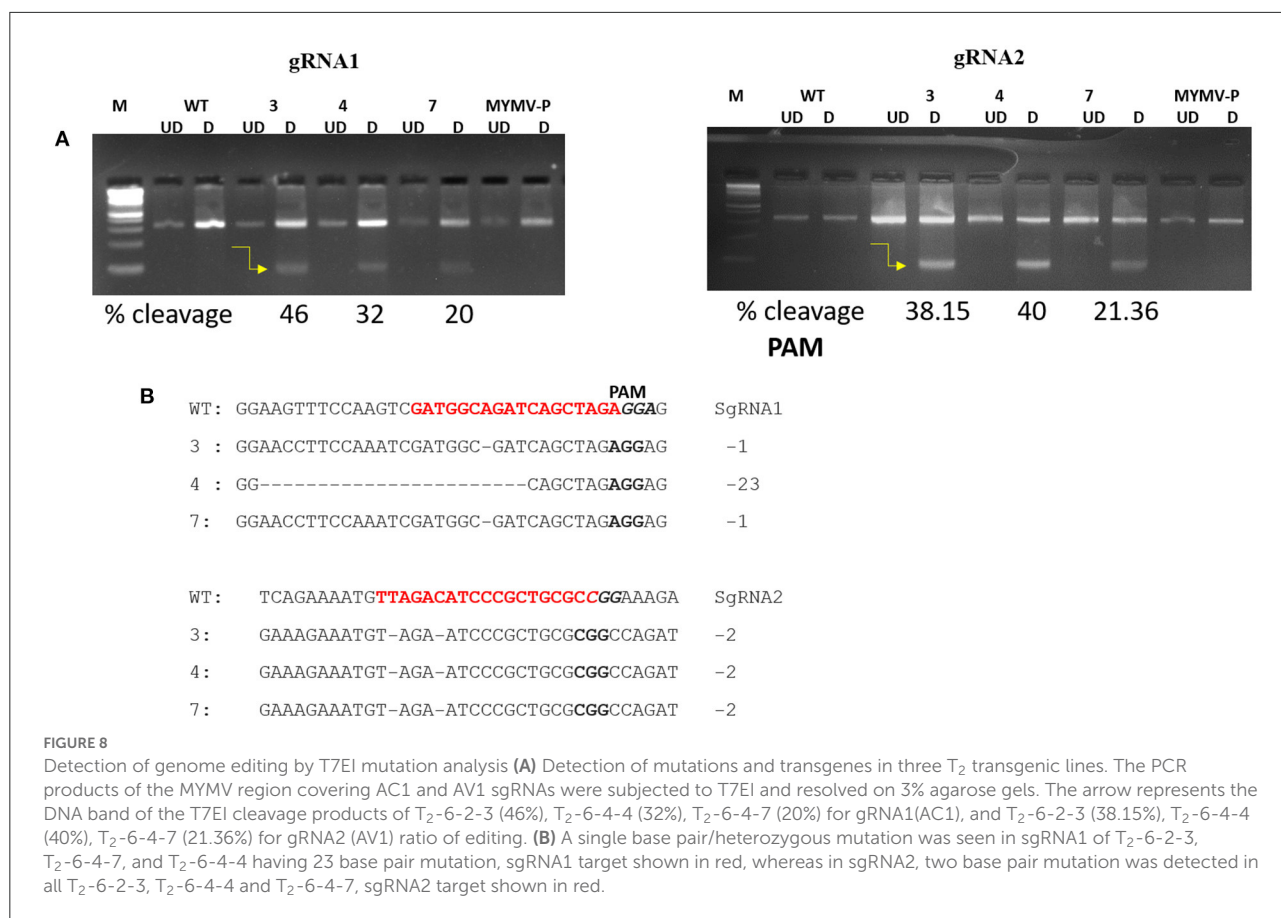 gRNA1
gRNA2
M WT 3 4 7 MYMV-P
UD D UD D UD D UD D UD D
M WT 3 4 7 MYMV-P
UD D UD D UD D UD D UD D
A
% cleavage 46 32 20
% cleavage 38.15 40 21.36
PAM
B
PAM
WT: GGAAGTTTCCAAGTCGATGGCAGATCAGCTAGAGGAG SgRNA1
3 : GGAACCTTCCAAATCGATGGC-GATCAGCTAGAGGAG -1
4 : GG-----------------------CAGCTAGAGGAG -23
7: GGAACCTTCCAAATCGATGGC-GATCAGCTAGAGGAG -1
WT: TCAGAAAATGTTAGACATCCCGCTGCGCCGGAAAGA SgRNA2
3: GAAAGAAATGT-AGA-ATCCCGCTGCGCGGCCAGAT -2
4: GAAAGAAATGT-AGA-ATCCCGCTGCGCGGCCAGAT -2
7: GAAAGAAATGT-AGA-ATCCCGCTGCGCGGCCAGAT -2
FIGURE 8
Detection of genome editing by T7EI mutation analysis (A) Detection of mutations and transgenes in three T2 transgenic lines. The PCR
products of the MYMV region covering AC1 and AV1 sgRNAs were subjected to T7EI and resolved on 3% agarose gels. The arrow represents the
DNA band of the T7EI cleavage products of T2-6-2-3 (46%), T2-6-4-4 (32%), T2-6-4-7 (20%) for gRNA1(AC1), and T2-6-2-3 (38.15%), T2-6-4-4
(40%), T2-6-4-7 (21.36%) for gRNA2 (AV1) ratio of editing. (B) A single base pair/heterozygous mutation was seen in sgRNA1 of T2-6-2-3,
T2-6-4-7, and T2-6-4-4 having 23 base pair mutation, sgRNA1 target shown in red, whereas in sgRNA2, two base pair mutation was detected in
all T2-6-2-3, T2-6-4-4 and T2-6-4-7, sgRNA2 target shown in red.